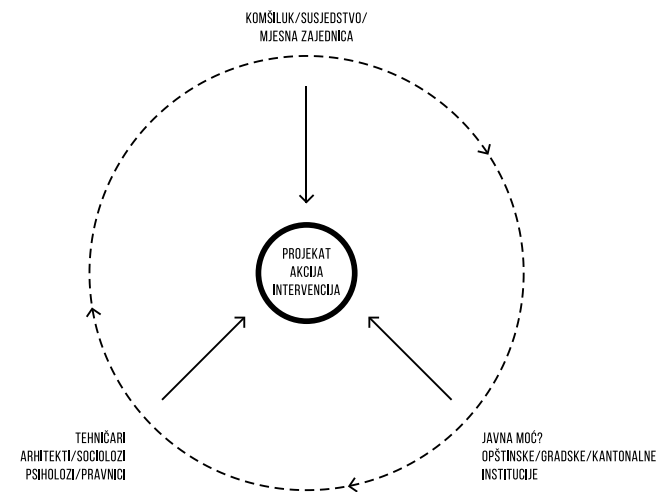 KOMŠILUK/SUSJEDSTVO/
MJESNA ZAJEDNICA
PROJEKAT
AKCIJA
INTERVENCIJA
TEHNIČARI
ARHITEKTI/SOCIOLOZI
PSIHOLOZI/PRAVNICI
JAVNA MOĆ?
OPŠTINSKE/GRADSKE/KANTONALNE
INSTITUCIJE